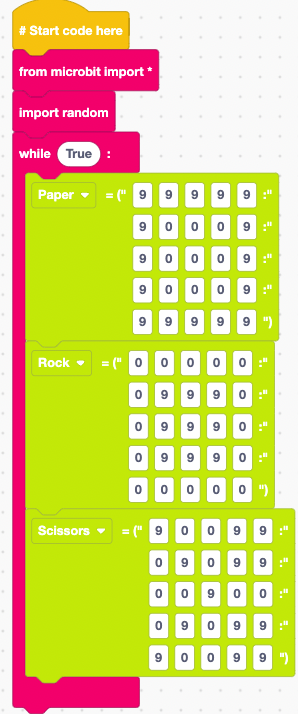 # Start code here
from microbit import *
import random
while True :
Paper = (" 9 9 9 9 9 :"
9 0 0 0 9 :"
9 0 0 0 9 :"
9 0 0 0 9 :"
9 9 9 9 9 ")
Rock = (" 0 0 0 0 0 :"
0 9 9 9 0 :"
0 9 9 9 0 :"
0 9 9 9 0 :"
0 0 0 0 0 ")
Scissors = (" 9 0 0 9 9 :"
0 9 0 9 9 :"
0 0 9 0 0 :"
0 9 0 9 9 :"
9 0 0 9 9 ")